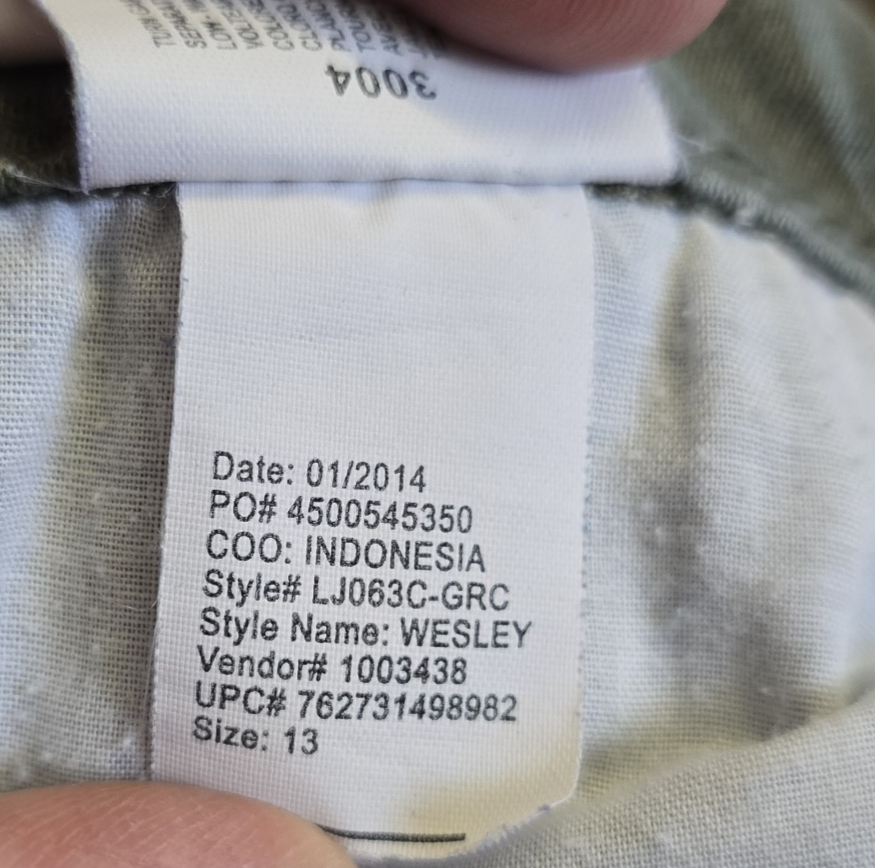 3004
Date: 01/2014
PO# 4500545350
COO: INDONESIA
Style# LJ063C-GRC
Style Name: WESLEY
Vendor# 1003438
UPC# 762731498982
Size: 13